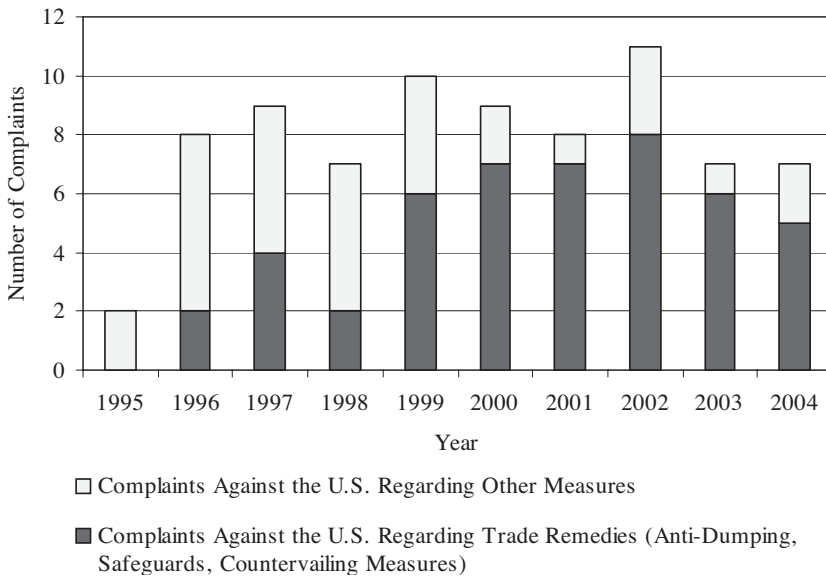 12
10
8
6
4
2
0
Number of Complaints
1995 1996 1997 1998 1999 2000 2001 2002 2003 2004
Year
Complaints Against the U.S. Regarding Other Measures
Complaints Against the U.S. Regarding Trade Remedies (Anti-Dumping,
Safeguards, Countervailing Measures)